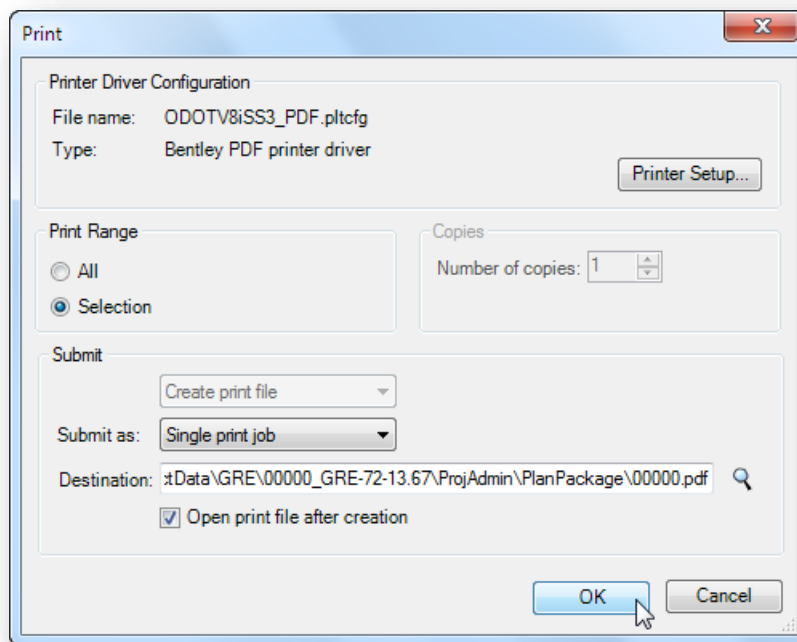 Print
Printer Driver Configuration
File name: ODOTV8iSS3_PDF.pltcfg
Type: Bentley PDF printer driver
Printer Setup...
Print Range
All
Selection
Copies
Number of copies: 1
Submit
Create print file
Submit as: Single print job
Destination: :tData\GRE\00000_GRE-72-13.67\ProjAdmin\PlanPackage\00000.pdf
Open print file after creation
OK
Cancel